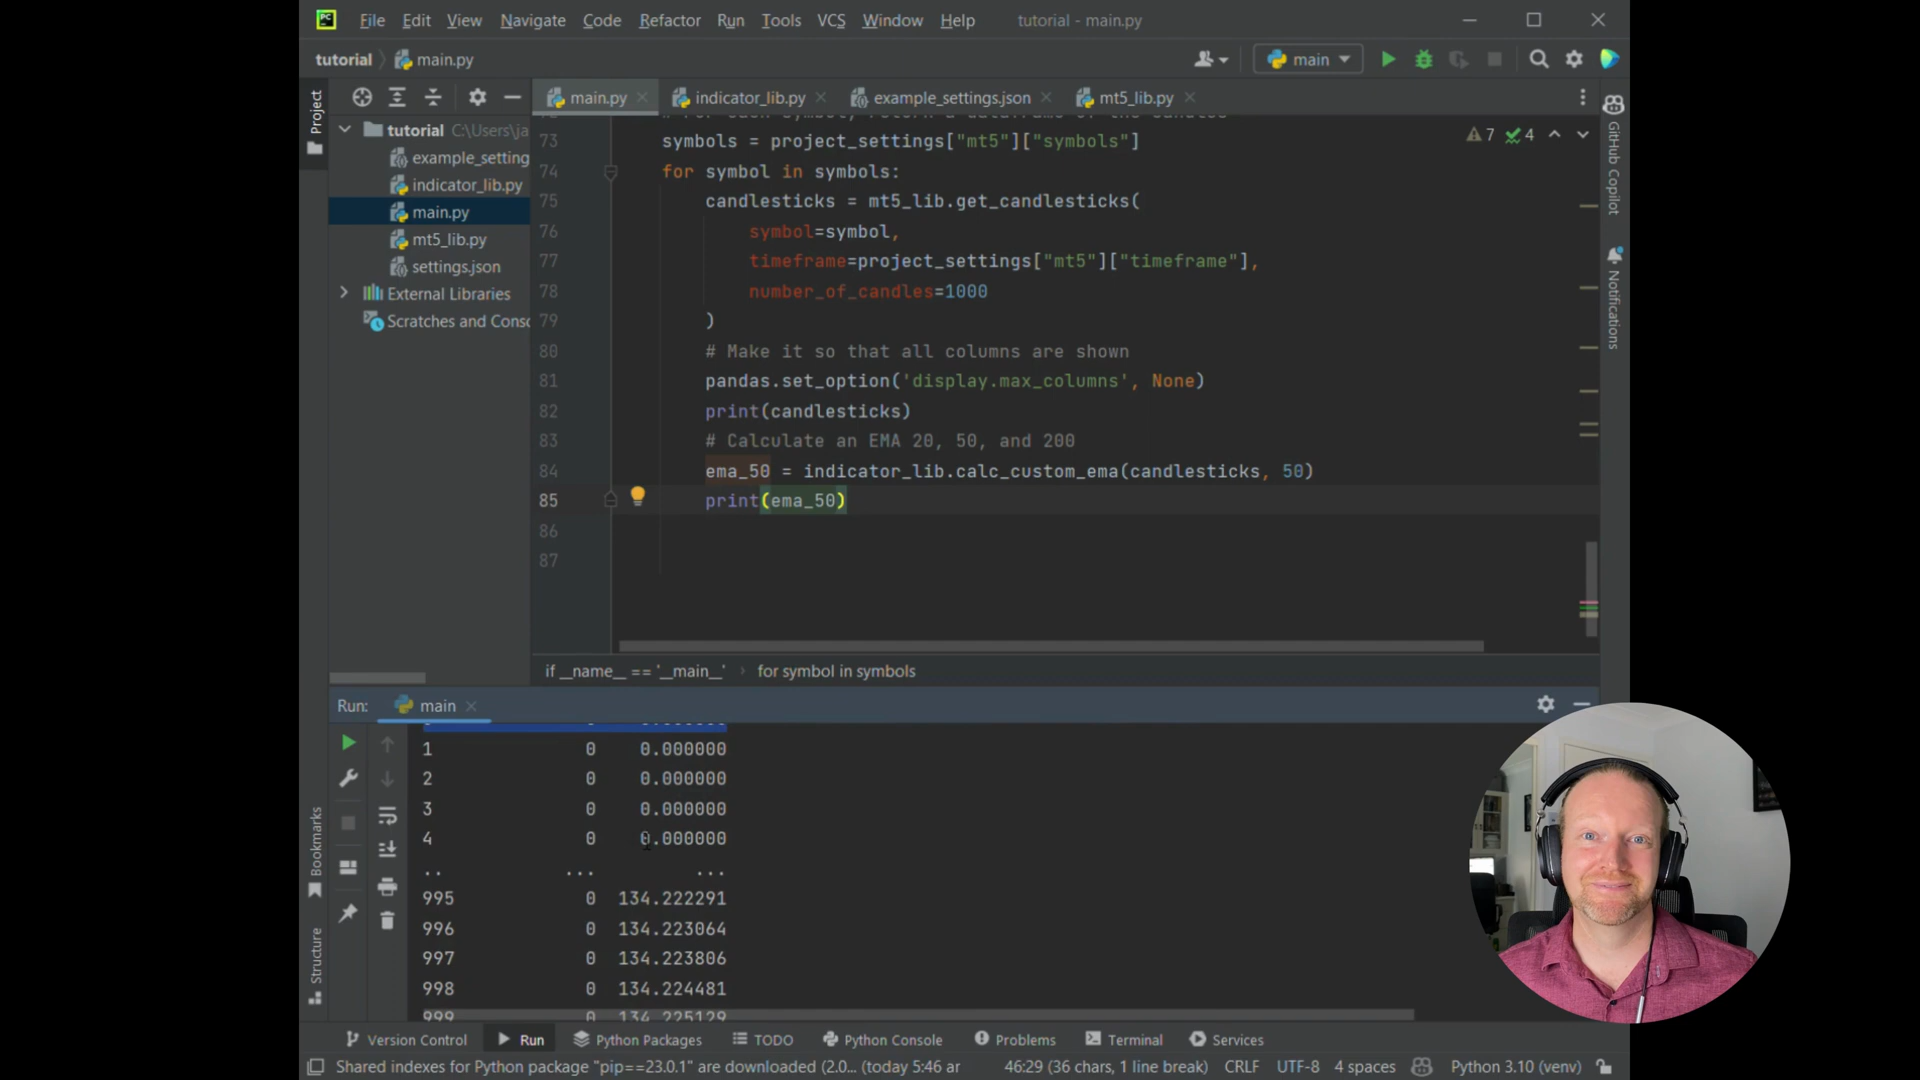 PC File Edit View Navigate Code Refactor Run Tools VCS Window Help tutorial - main.py
tutorial main.py main
Project
main.py indicator_lib.py example_settings.json mt5_lib.py
tutorial C:\Users\ja
example_setting
indicator_lib.py
main.py
mt5_lib.py
settings.json
External Libraries
Scratches and Conso
73 symbols = project_settings["mt5"]["symbols"]
74 for symbol in symbols:
75 candlesticks = mt5_lib.get_candlesticks(
76 symbol=symbol,
77 timeframe=project_settings["mt5"]["timeframe"],
78 number_of_candles=1000
79 )
80 # Make it so that all columns are shown
81 pandas.set_option('display.max_columns', None)
82 print(candlesticks)
83 # Calculate an EMA 20, 50, and 200
84 ema_50 = indicator_lib.calc_custom_ema(candlesticks, 50)
85 print(ema_50)
86
87
7 4
GitHub Copilot
Notifications
if __name__ == '__main__' › for symbol in symbols
Run: main
1 0 0.000000
2 0 0.000000
3 0 0.000000
4 0 0.000000
.. ... ...
995 0 134.222291
996 0 134.223064
997 0 134.223806
998 0 134.224481
999 0 134.225129
Bookmarks
Structure
Version Control Run Python Packages TODO Python Console Problems Terminal Services
Shared indexes for Python package "pip==23.0.1" are downloaded (2.0... (today 5:46 ar 46:29 (36 chars, 1 line break) CRLF UTF-8 4 spaces Python 3.10 (venv)